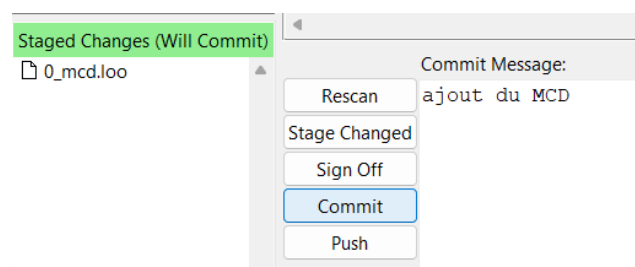 Staged Changes (Will Commit)
0_mcd.loo
Commit Message:
ajout du MCD
Rescan
Stage Changed
Sign Off
Commit
Push